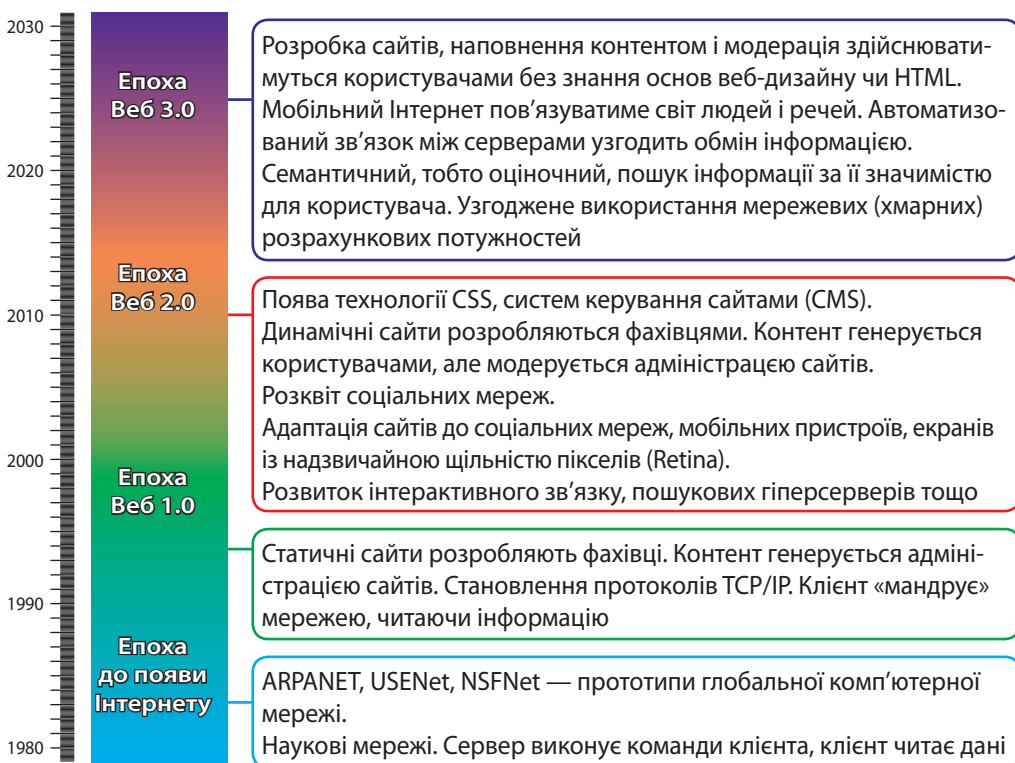 2030
Епоха
Веб 3.0
Розробка сайтів, наповнення контентом і модерація здійснювати-
муться користувачами без знання основ веб-дизайну чи HTML.
Мобільний Інтернет пов’язуватиме світ людей і речей. Автоматизо-
ваний зв’язок між серверами узгодить обмін інформацією.
Семантичний, тобто оціночний, пошук інформації за її значимістю
для користувача. Узгоджене використання мережевих (хмарних)
розрахункових потужностей
2020
Епоха
Веб 2.0
2010
Поява технології CSS, систем керування сайтами (CMS).
Динамічні сайти розробляються фахівцями. Контент генерується
користувачами, але модерується адміністрацєю сайтів.
Розквіт соціальних мереж.
Адаптація сайтів до соціальних мереж, мобільних пристроїв, екранів
із надзвичайною щільністю пікселів (Retina).
Розвиток інтерактивного зв’язку, пошукових гіперсерверів тощо
2000
Епоха
Веб 1.0
Статичні сайти розробляють фахівці. Контент генерується адміні-
страцією сайтів. Становлення протоколів TCP/IP. Клієнт «мандрує»
мережею, читаючи інформацію
1990
Епоха
до появи
Інтернету
ARPANET, USENet, NSFNet — прототипи глобальної комп’ютерної
мережі.
Наукові мережі. Сервер виконує команди клієнта, клієнт читає дані
1980